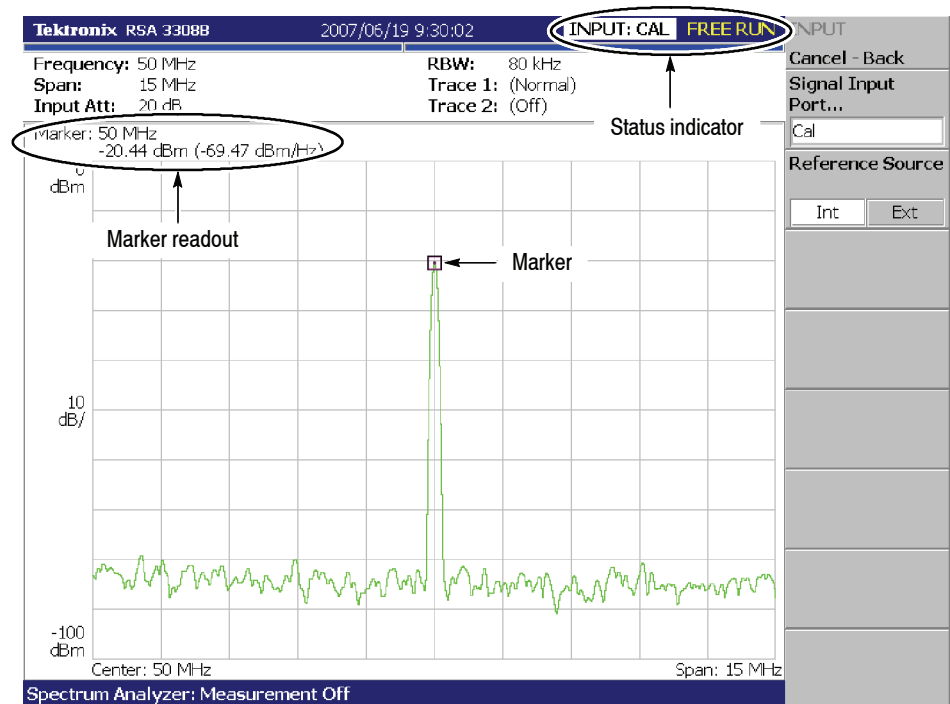 Tektronix RSA 3308B 2007/06/19 9:30:02 INPUT: CAL FREE RUN INPUT
Cancel - Back
Frequency: 50 MHz RBW: 80 kHz
Span: 15 MHz Trace 1: (Normal)
Input Att: 20 dB Trace 2: (Off)
Signal Input
Port...
Cal
Status indicator
Marker: 50 MHz
-20.44 dBm (-69.47 dBm/Hz)
Reference Source
Int Ext
0
dBm
Marker readout
Marker
10
dB/
-100
dBm
Center: 50 MHz Span: 15 MHz
Spectrum Analyzer: Measurement Off